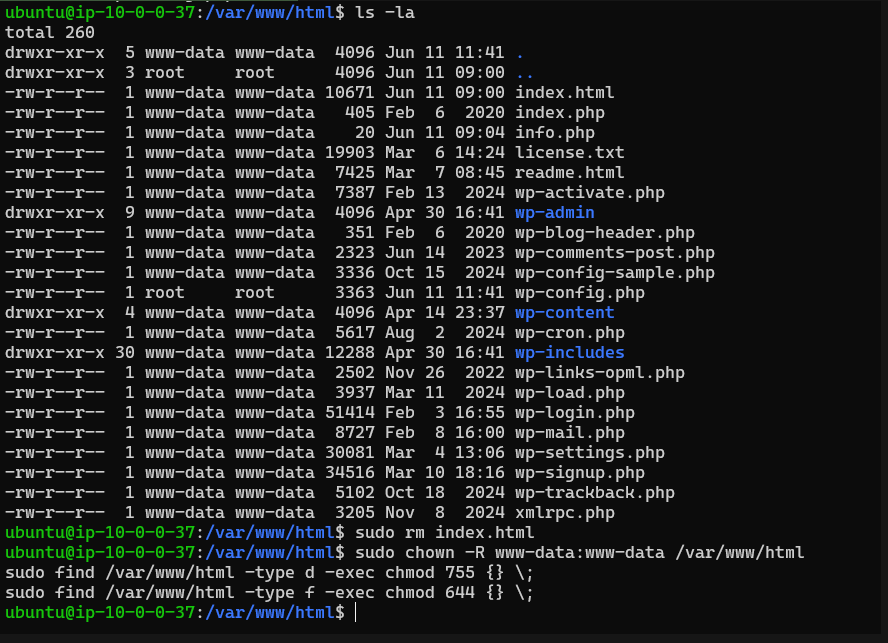 ubuntu@ip-10-0-0-37:/var/www/html$ ls -la
total 260
drwxr-xr-x  5 www-data www-data  4096 Jun 11 11:41 .
drwxr-xr-x  3 root     root      4096 Jun 11 09:00 ..
-rw-r--r--  1 www-data www-data 10671 Jun 11 09:00 index.html
-rw-r--r--  1 www-data www-data   405 Feb  6  2020 index.php
-rw-r--r--  1 www-data www-data    20 Jun 11 09:04 info.php
-rw-r--r--  1 www-data www-data 19903 Mar  6 14:24 license.txt
-rw-r--r--  1 www-data www-data  7425 Mar  7 08:45 readme.html
-rw-r--r--  1 www-data www-data  7387 Feb 13  2024 wp-activate.php
drwxr-xr-x  9 www-data www-data  4096 Apr 30 16:41 wp-admin
-rw-r--r--  1 www-data www-data   351 Feb  6  2020 wp-blog-header.php
-rw-r--r--  1 www-data www-data  2323 Jun 14  2023 wp-comments-post.php
-rw-r--r--  1 www-data www-data  3336 Oct 15  2024 wp-config-sample.php
-rw-r--r--  1 root     root      3363 Jun 11 11:41 wp-config.php
drwxr-xr-x  4 www-data www-data  4096 Apr 14 23:37 wp-content
-rw-r--r--  1 www-data www-data  5617 Aug  2  2024 wp-cron.php
drwxr-xr-x 30 www-data www-data 12288 Apr 30 16:41 wp-includes
-rw-r--r--  1 www-data www-data  2502 Nov 26  2022 wp-links-opml.php
-rw-r--r--  1 www-data www-data  3937 Mar 11  2024 wp-load.php
-rw-r--r--  1 www-data www-data 51414 Feb  3 16:55 wp-login.php
-rw-r--r--  1 www-data www-data  8727 Feb  8 16:00 wp-mail.php
-rw-r--r--  1 www-data www-data 30081 Mar  4 13:06 wp-settings.php
-rw-r--r--  1 www-data www-data 34516 Mar 10 18:16 wp-signup.php
-rw-r--r--  1 www-data www-data  5102 Oct 18  2024 wp-trackback.php
-rw-r--r--  1 www-data www-data  3205 Nov  8  2024 xmlrpc.php
ubuntu@ip-10-0-0-37:/var/www/html$ sudo rm index.html
ubuntu@ip-10-0-0-37:/var/www/html$ sudo chown -R www-data:www-data /var/www/html
sudo find /var/www/html -type d -exec chmod 755 {} \;
sudo find /var/www/html -type f -exec chmod 644 {} \;
ubuntu@ip-10-0-0-37:/var/www/html$